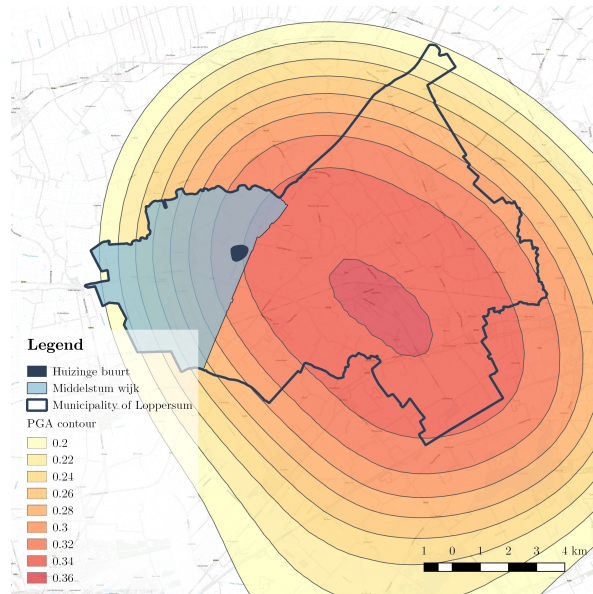 Legend
Huizinge buurt
Middelstum wijk
Municipality of Loppersum
PGA contour
0.2
0.22
0.24
0.26
0.28
0.3
0.32
0.34
0.36
1 0 1 2 3 4 km